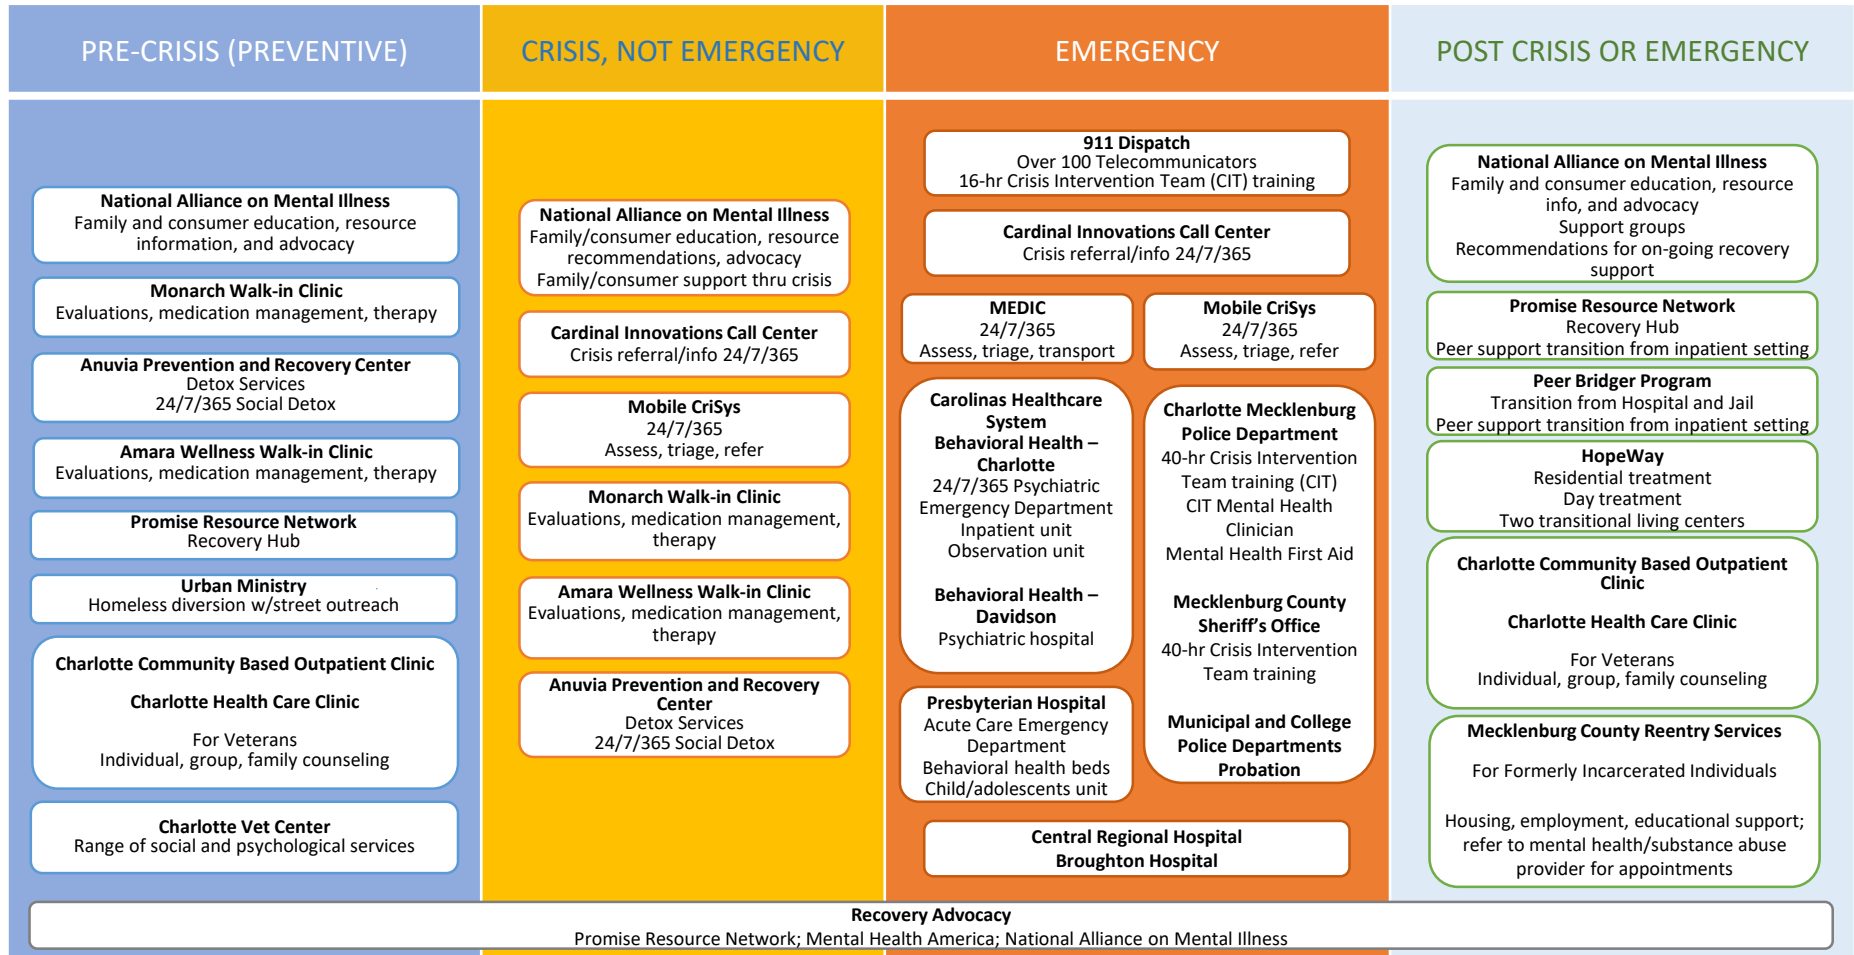 PRE-CRISIS (PREVENTIVE)
CRISIS, NOT EMERGENCY
EMERGENCY
POST CRISIS OR EMERGENCY
National Alliance on Mental Illness
Family and consumer education, resource
information, and advocacy
Monarch Walk-in Clinic
Evaluations, medication management, therapy
Anuvia Prevention and Recovery Center
Detox Services
24/7/365 Social Detox
Amara Wellness Walk-in Clinic
Evaluations, medication management, therapy
Promise Resource Network
Recovery Hub
Urban Ministry
Homeless diversion w/street outreach
Charlotte Community Based Outpatient Clinic
Charlotte Health Care Clinic
For Veterans
Individual, group, family counseling
Charlotte Vet Center
Range of social and psychological services
National Alliance on Mental Illness
Family/consumer education, resource
recommendations, advocacy
Family/consumer support thru crisis
Cardinal Innovations Call Center
Crisis referral/info 24/7/365
Mobile CriSys
24/7/365
Assess, triage, refer
Monarch Walk-in Clinic
Evaluations, medication management,
therapy
Amara Wellness Walk-in Clinic
Evaluations, medication management,
therapy
Anuvia Prevention and Recovery
Center
Detox Services
24/7/365 Social Detox
911 Dispatch
Over 100 Telecommunicators
16-hr Crisis Intervention Team (CIT) training
Cardinal Innovations Call Center
Crisis referral/info 24/7/365
MEDIC
24/7/365
Assess, triage, transport
Mobile CriSys
24/7/365
Assess, triage, refer
Carolinas Healthcare
System
Behavioral Health –
Charlotte
24/7/365 Psychiatric
Emergency Department
Inpatient unit
Observation unit
Behavioral Health –
Davidson
Psychiatric hospital
Charlotte Mecklenburg
Police Department
40-hr Crisis Intervention
Team training (CIT)
CIT Mental Health
Clinician
Mental Health First Aid
Mecklenburg County
Sheriff's Office
40-hr Crisis Intervention
Team training
Municipal and College
Police Departments
Probation
Presbyterian Hospital
Acute Care Emergency
Department
Behavioral health beds
Child/adolescents unit
Central Regional Hospital
Broughton Hospital
National Alliance on Mental Illness
Family and consumer education, resource
info, and advocacy
Support groups
Recommendations for on-going recovery
support
Promise Resource Network
Recovery Hub
Peer support transition from inpatient setting
Peer Bridger Program
Transition from Hospital and Jail
Peer support transition from inpatient setting
HopeWay
Residential treatment
Day treatment
Two transitional living centers
Charlotte Community Based Outpatient
Clinic
Charlotte Health Care Clinic
For Veterans
Individual, group, family counseling
Mecklenburg County Reentry Services
For Formerly Incarcerated Individuals
Housing, employment, educational support;
refer to mental health/substance abuse
provider for appointments
Recovery Advocacy
Promise Resource Network; Mental Health America; National Alliance on Mental Illness